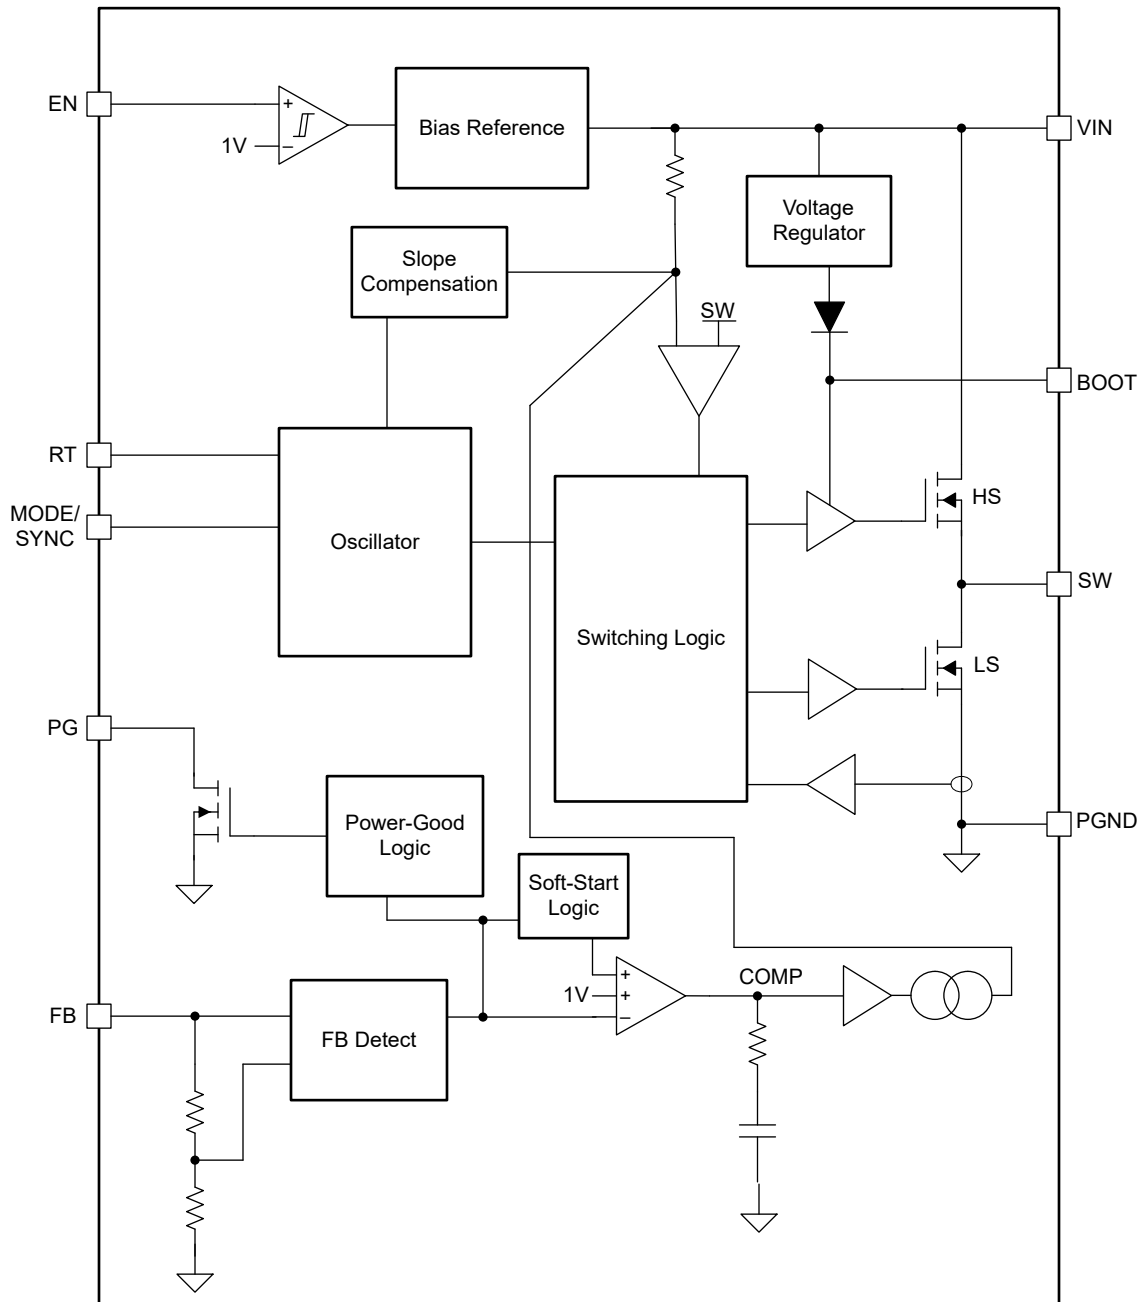 EN
+
1V
−
Bias Reference
VIN
Voltage
Regulator
Slope
Compensation
SW
BOOT
RT
MODE/
SYNC
Oscillator
HS
SW
Switching Logic
LS
PG
Power-Good
Logic
PGND
Soft-Start
Logic
+
1V
+
−
COMP
FB
FB Detect